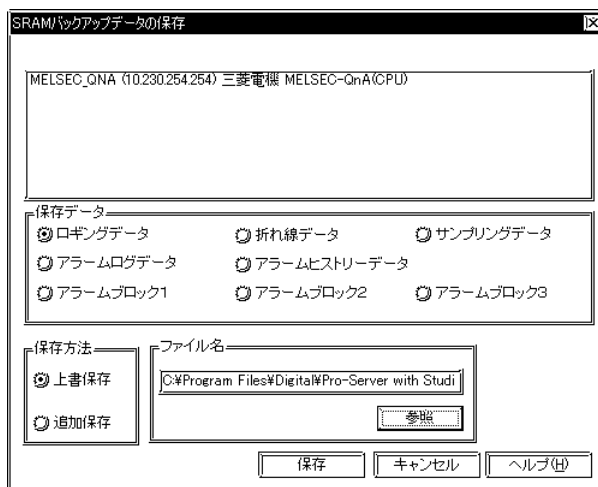 SRAMバックアップデータの保存
MELSEC_QNA (10.230.254.254) 三菱電機 MELSEC-QnA(CPU)
保存データ
ロギングデータ 折れ線データ サンプリングデータ
アラームログデータ アラームヒストリーデータ
アラームブロック1 アラームブロック2 アラームブロック3
保存方法 ファイル名
上書保存 C:¥Program Files¥Digital¥Pro-Server with Studi
追加保存 参照
保存 キャンセル ヘルプ(H)